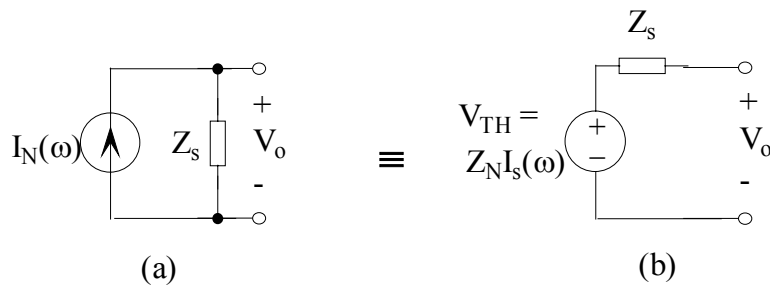 I_N(ω)
Z_s
+
V_o
-
(a)
≡
Z_s
V_TH =
Z_N I_s(ω)
+
−
+
V_o
-
(b)